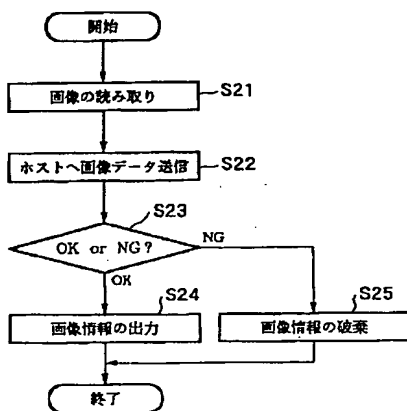 開始
画像の読み取り
S21
ホストへ画像データ送信
S22
S23
OK or NG?
NG
OK
S24
画像情報の出力
S25
画像情報の破棄
終了